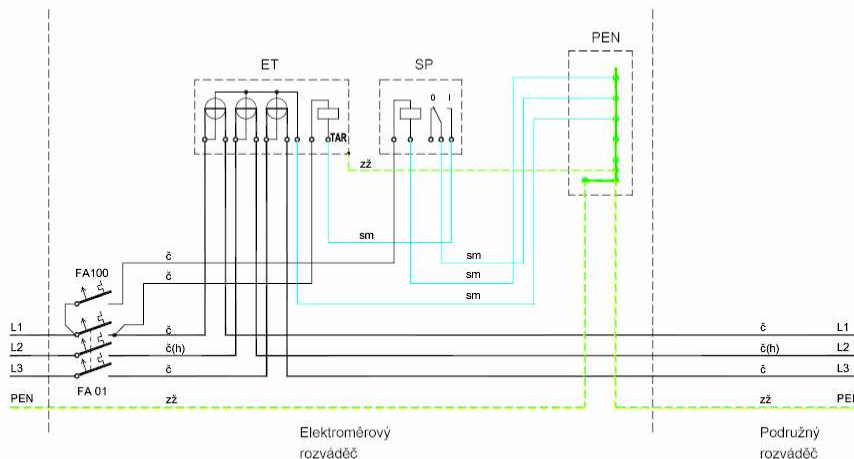 ET
SP
PEN
0 I
TAR
zž
sm
č
sm
FA100
č
sm
sm
L1
č
č
L1
L2
č(h)
č(h)
L2
L3
č
č
L3
FA 01
PEN
zž
zž
PEN
Elektroměrový
rozváděč
Podružný
rozváděč